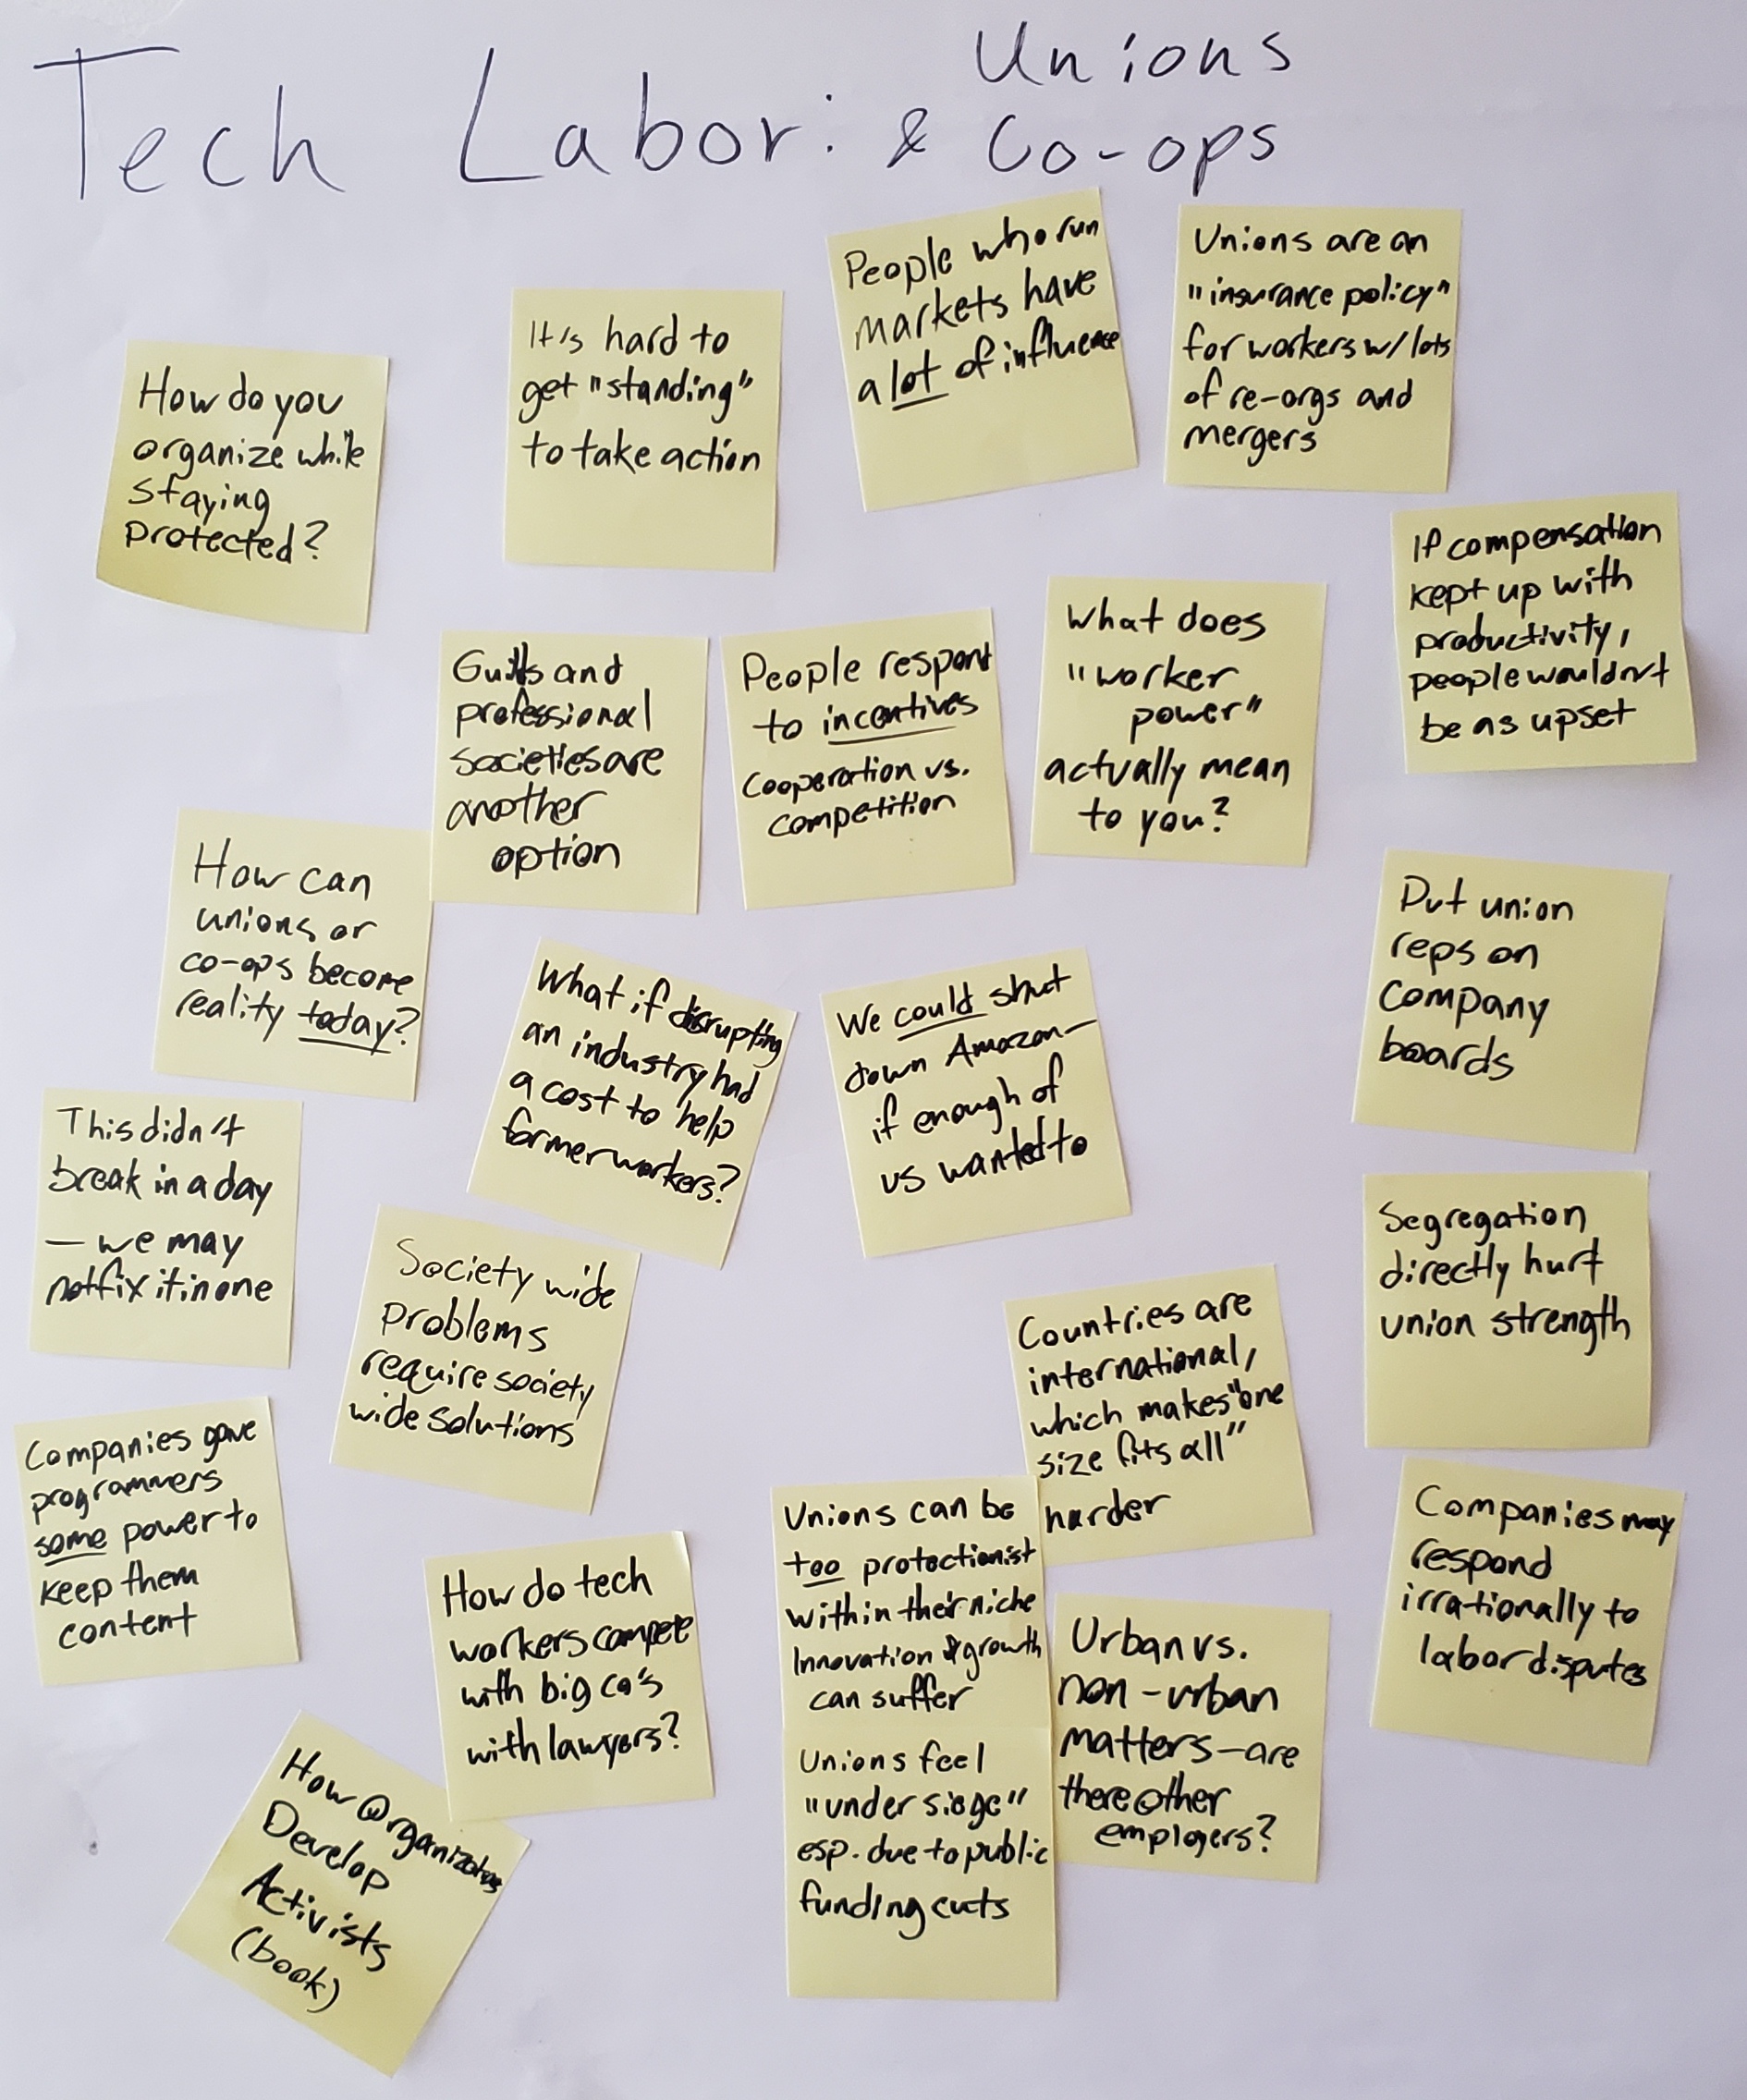 Tech Labor: Unions
& Co-ops
People who run
markets have
a lot of influence
Unions are an
"insurance policy"
for workers w/ lots
of re-orgs and
mergers
It's hard to
get "standing"
to take action
How do you
organize while
staying
protected?
If compensation
kept up with
productivity,
people wouldn't
be as upset
Guilds and
professional
societies are
another
option
People respond
to incentives
Cooperation vs.
competition
What does
"worker
power"
actually mean
to you?
How can
unions or
co-ops become
reality today?
What if disrupting
an industry had
a cost to help
former workers?
We could shut
down Amazon—
if enough of
us wanted to
Put union
reps on
company
boards
This didn't
break in a day
— we may
not fix it in one
Society wide
problems
require society
wide solutions
Countries are
international,
which makes "one
size fits all"
harder
Segregation
directly hurt
union strength
Companies gave
programmers
some power to
keep them
content
How do tech
workers compete
with big co's
with lawyers?
Unions can be
too protectionist
within their niche
Innovation & growth
can suffer
Companies may
respond
irrationally to
labor disputes
Urban vs.
non-urban
matters—are
there other
employers?
Unions feel
"under siege"
esp. due to public
funding cuts
How Organizations
Develop
Activists
(book)